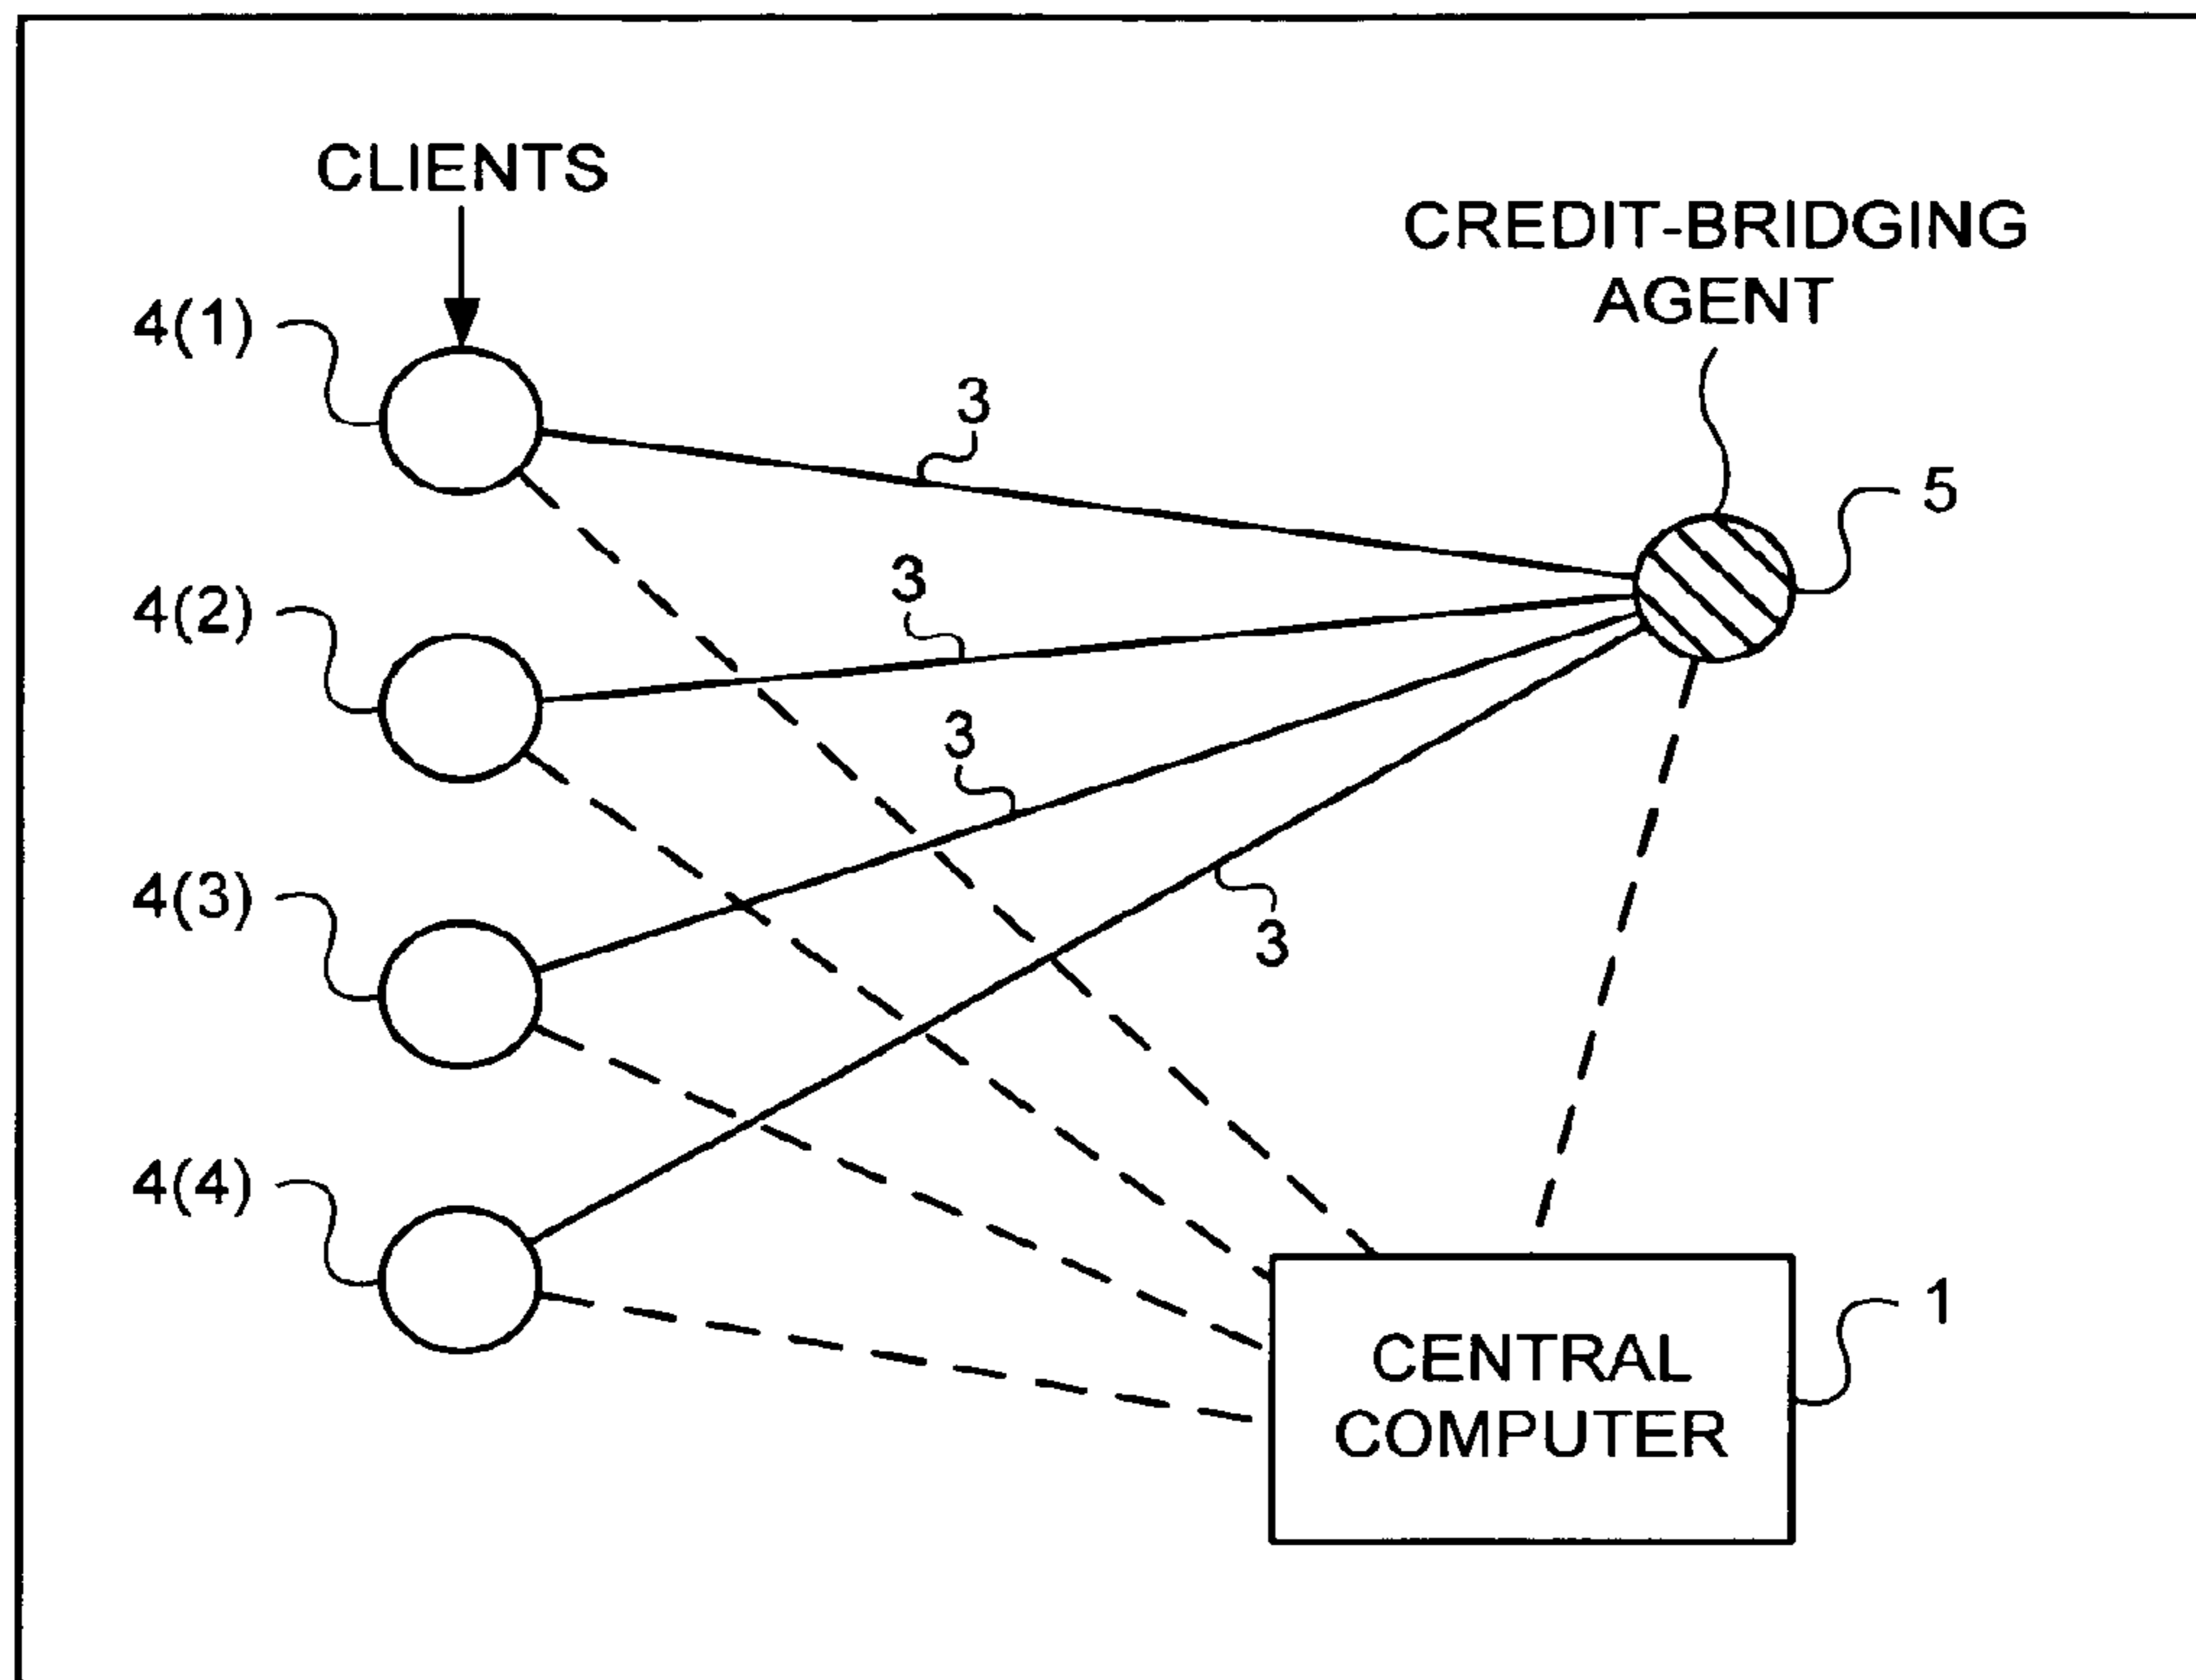 CLIENTS
CREDIT-BRIDGING
AGENT
4(1)
3
5
3
4(2)
3
4(3)
3
4(4)
1
CENTRAL
COMPUTER